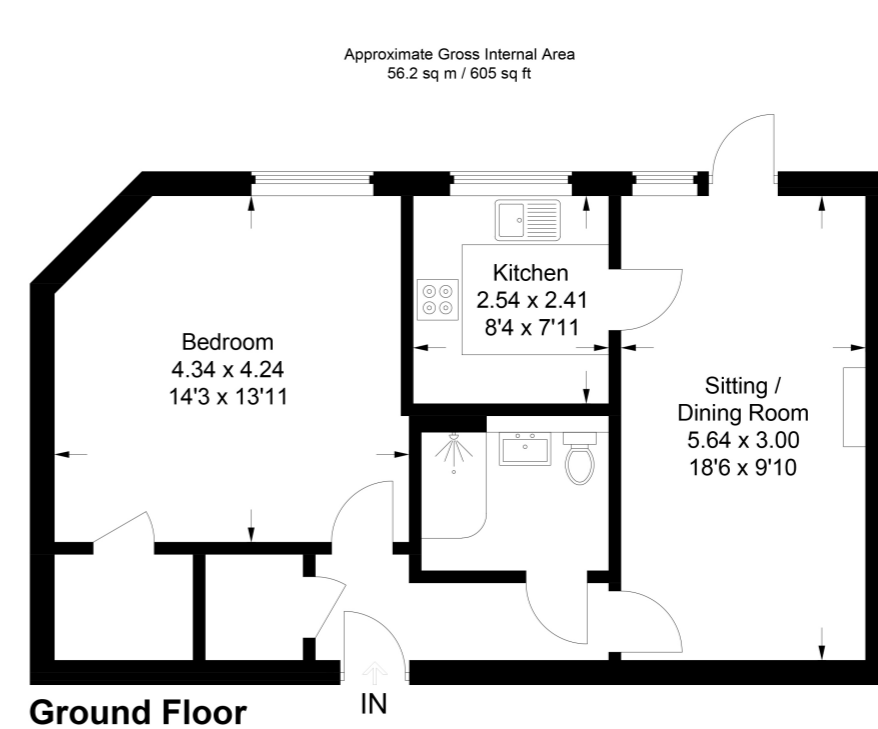 Approximate Gross Internal Area
56.2 sq m / 605 sq ft
Bedroom
4.34 x 4.24
14'3 x 13'11
Kitchen
2.54 x 2.41
8'4 x 7'11
Sitting /
Dining Room
5.64 x 3.00
18'6 x 9'10
IN
Ground Floor